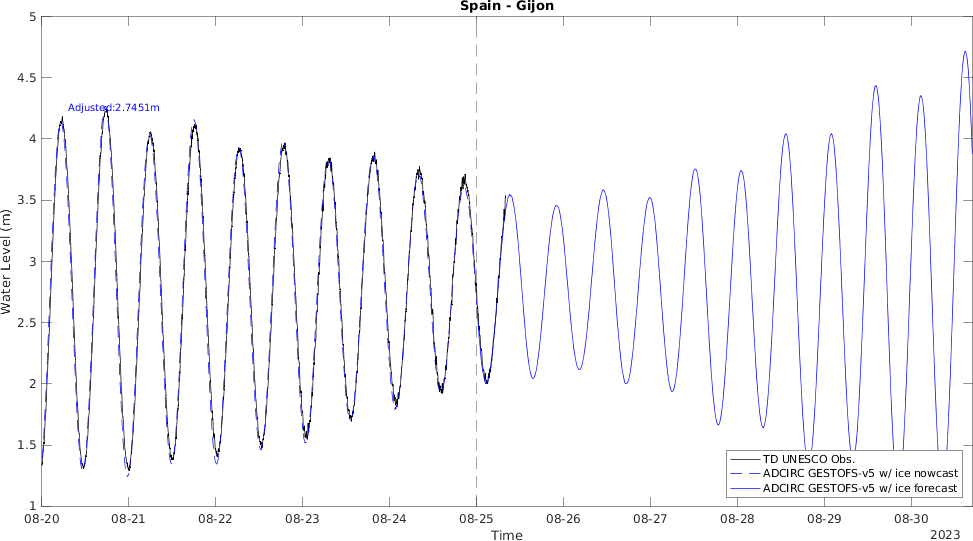 Spain - Gijon
5
4.5
4
3.5
3
2.5
2
1.5
1
Water Level (m)
Adjusted:2.7451m
TD UNESCO Obs.
ADCIRC GESTOFS-v5 w/ ice nowcast
ADCIRC GESTOFS-v5 w/ ice forecast
08-20 08-21 08-22 08-23 08-24 08-25 08-26 08-27 08-28 08-29 08-30
Time
2023